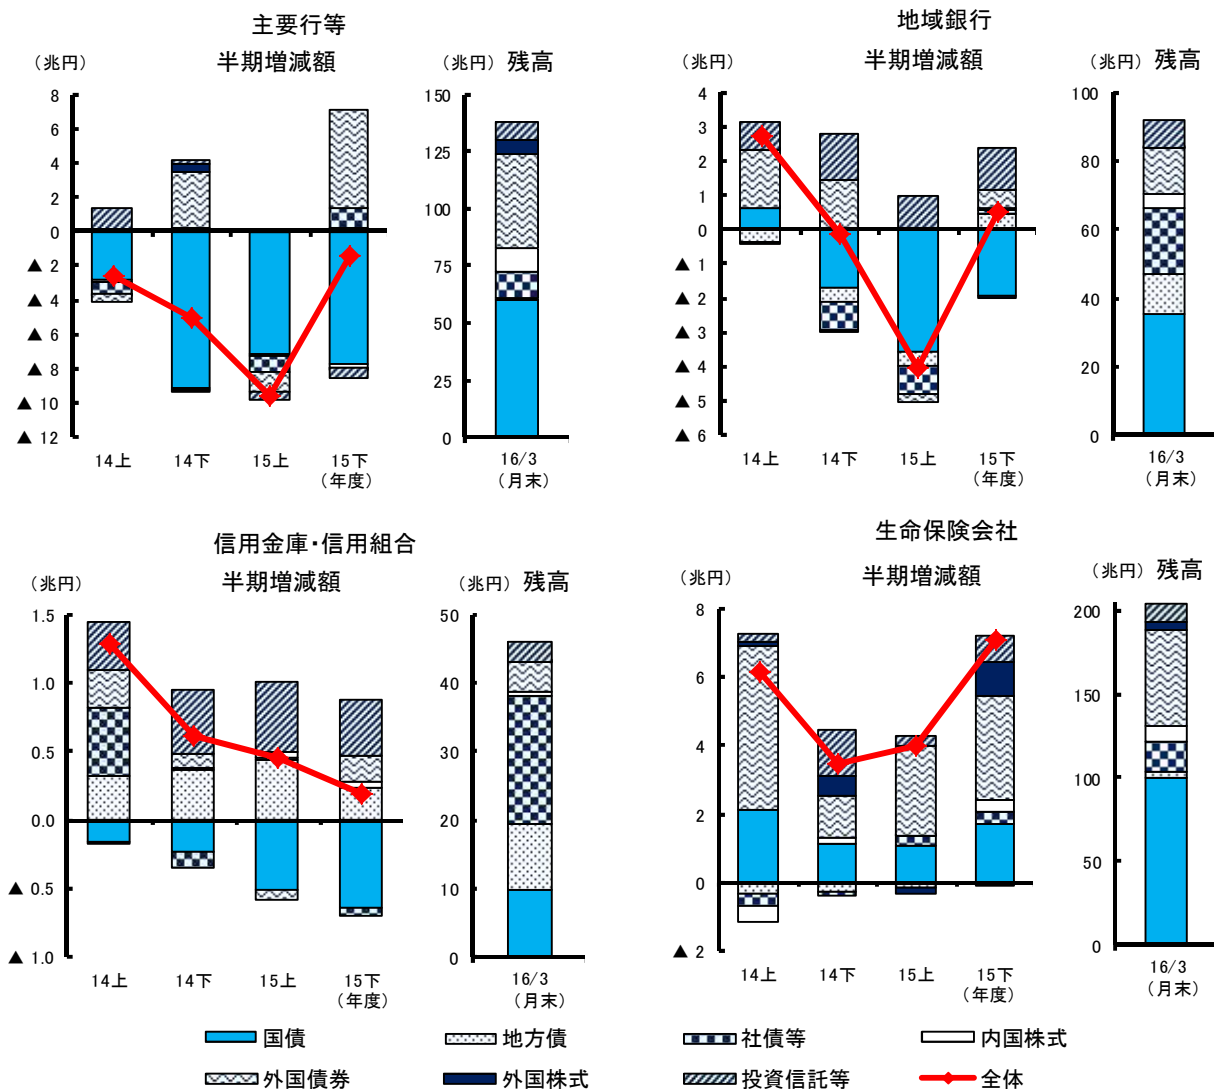 主要行等
(兆円) 半期増減額 (兆円) 残高
8
6
4
2
0
▲ 2
▲ 4
▲ 6
▲ 8
▲ 10
▲ 12
14上 14下 15上 15下
(年度)
150
125
100
75
50
25
0
16/3
(月末)
地域銀行
(兆円) 半期増減額 (兆円) 残高
4
3
2
1
0
▲ 1
▲ 2
▲ 3
▲ 4
▲ 5
▲ 6
14上 14下 15上 15下
(年度)
100
80
60
40
20
0
16/3
(月末)
信用金庫・信用組合
(兆円) 半期増減額 (兆円) 残高
1.5
1.0
0.5
0.0
▲ 0.5
▲ 1.0
14上 14下 15上 15下
(年度)
50
40
30
20
10
0
16/3
(月末)
生命保険会社
(兆円) 半期増減額 (兆円) 残高
8
6
4
2
0
▲ 2
14上 14下 15上 15下
(年度)
200
150
100
50
0
16/3
(月末)
国債 地方債 社債等 内国株式
外国債券 外国株式 投資信託等 全体